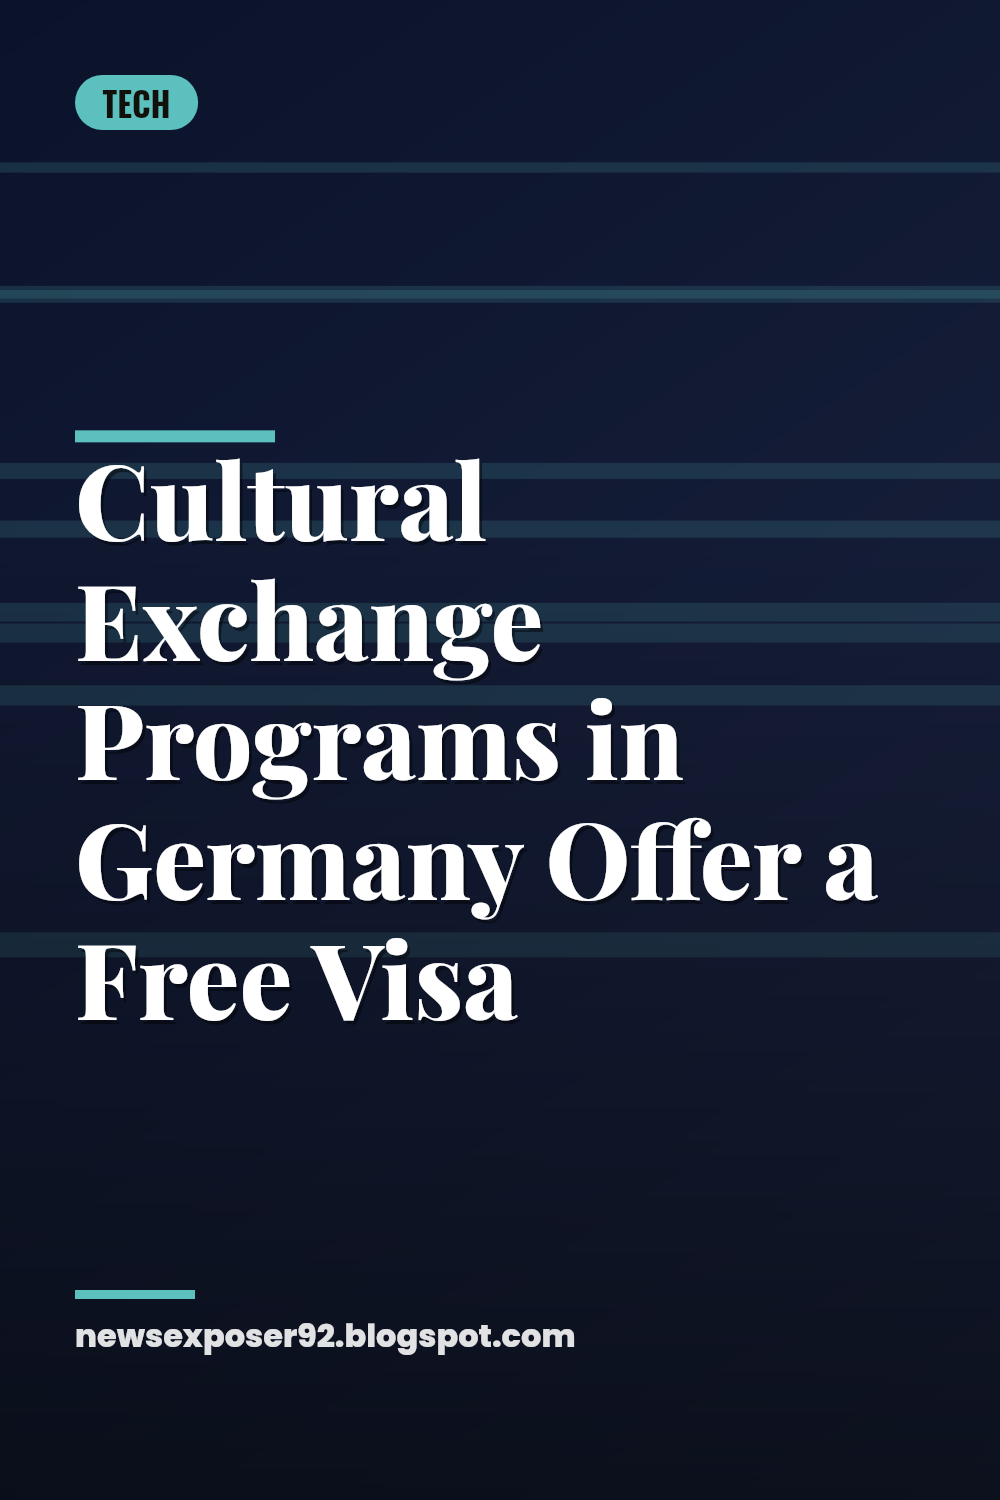 TECH
Cultural
Exchange
Programs in
Germany Offer a
Free Visa
newsexposer92.blogspot.com